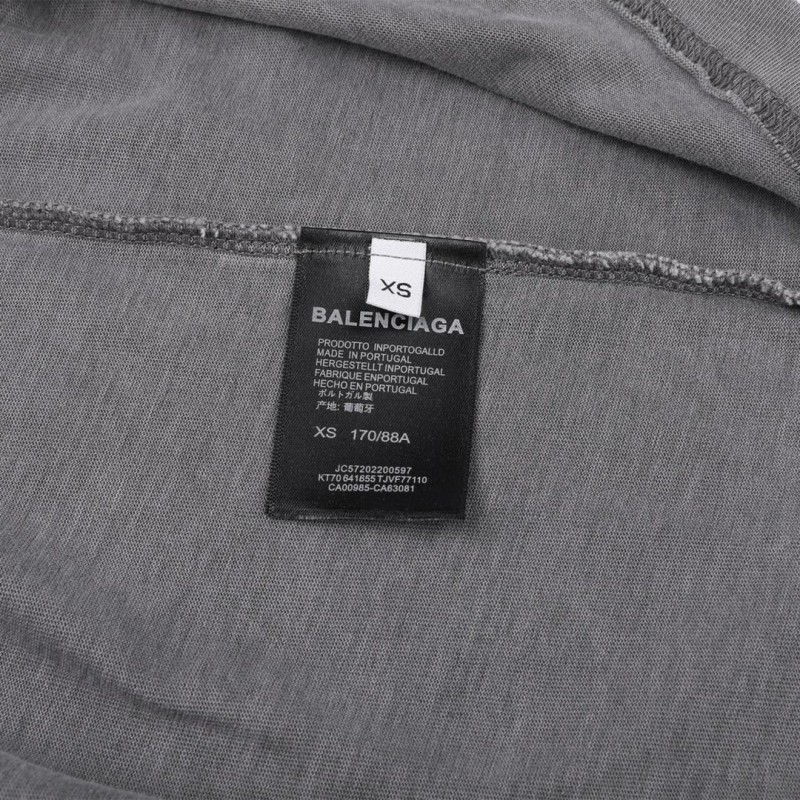 XS
BALENCIAGA
PRODOTTO INPORTOGALLD
MADE IN PORTUGAL
HERGESTELLT INPORTUGAL
FABRIQUE ENPORTUGAL
HECHO EN PORTUGAL
ポルトガル製
产地: 葡萄牙
XS 170/88A
JC57202200597
KT70 641655 TJVF77110
CA00985-CA63081